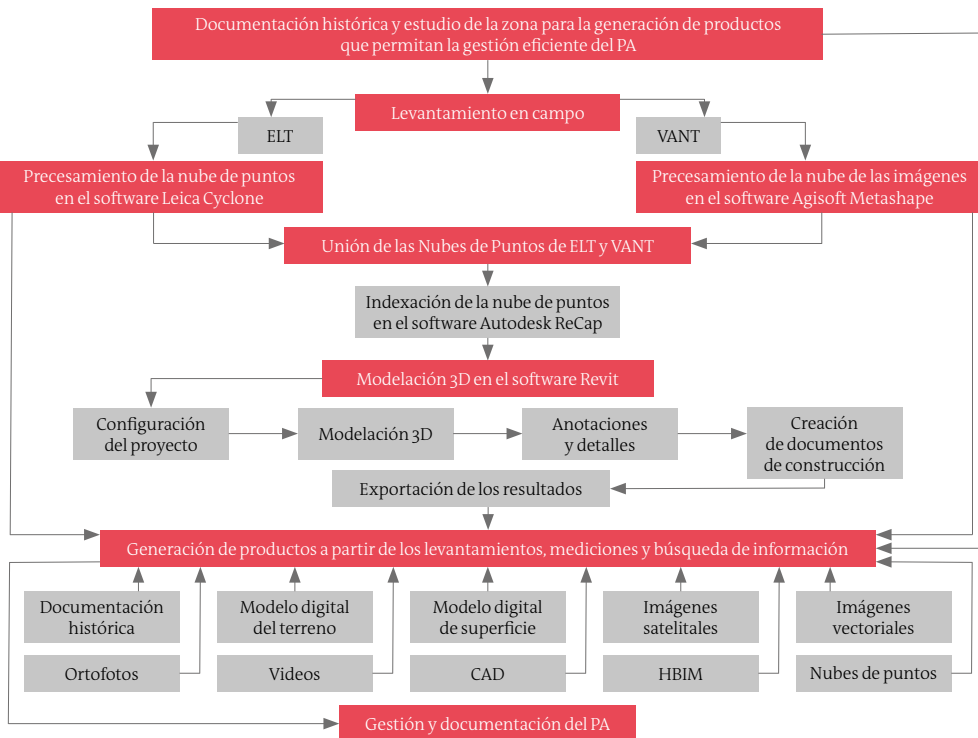 Documentación histórica y estudio de la zona para la generación de productos
que permitan la gestión eficiente del PA
Levantamiento en campo
ELT
VANT
Precesamiento de la nube de puntos
en el software Leica Cyclone
Precesamiento de la nube de las imágenes
en el software Agisoft Metashape
Unión de las Nubes de Puntos de ELT y VANT
Indexación de la nube de puntos
en el software Autodesk ReCap
Modelación 3D en el software Revit
Configuración
del proyecto
Modelación 3D
Anotaciones
y detalles
Creación
de documentos
de construcción
Exportación de los resultados
Generación de productos a partir de los levantamientos, mediciones y búsqueda de información
Documentación
histórica
Modelo digital
del terreno
Modelo digital
de superficie
Imágenes
satelitales
Imágenes
vectoriales
Ortofotos
Videos
CAD
HBIM
Nubes de puntos
Gestión y documentación del PA